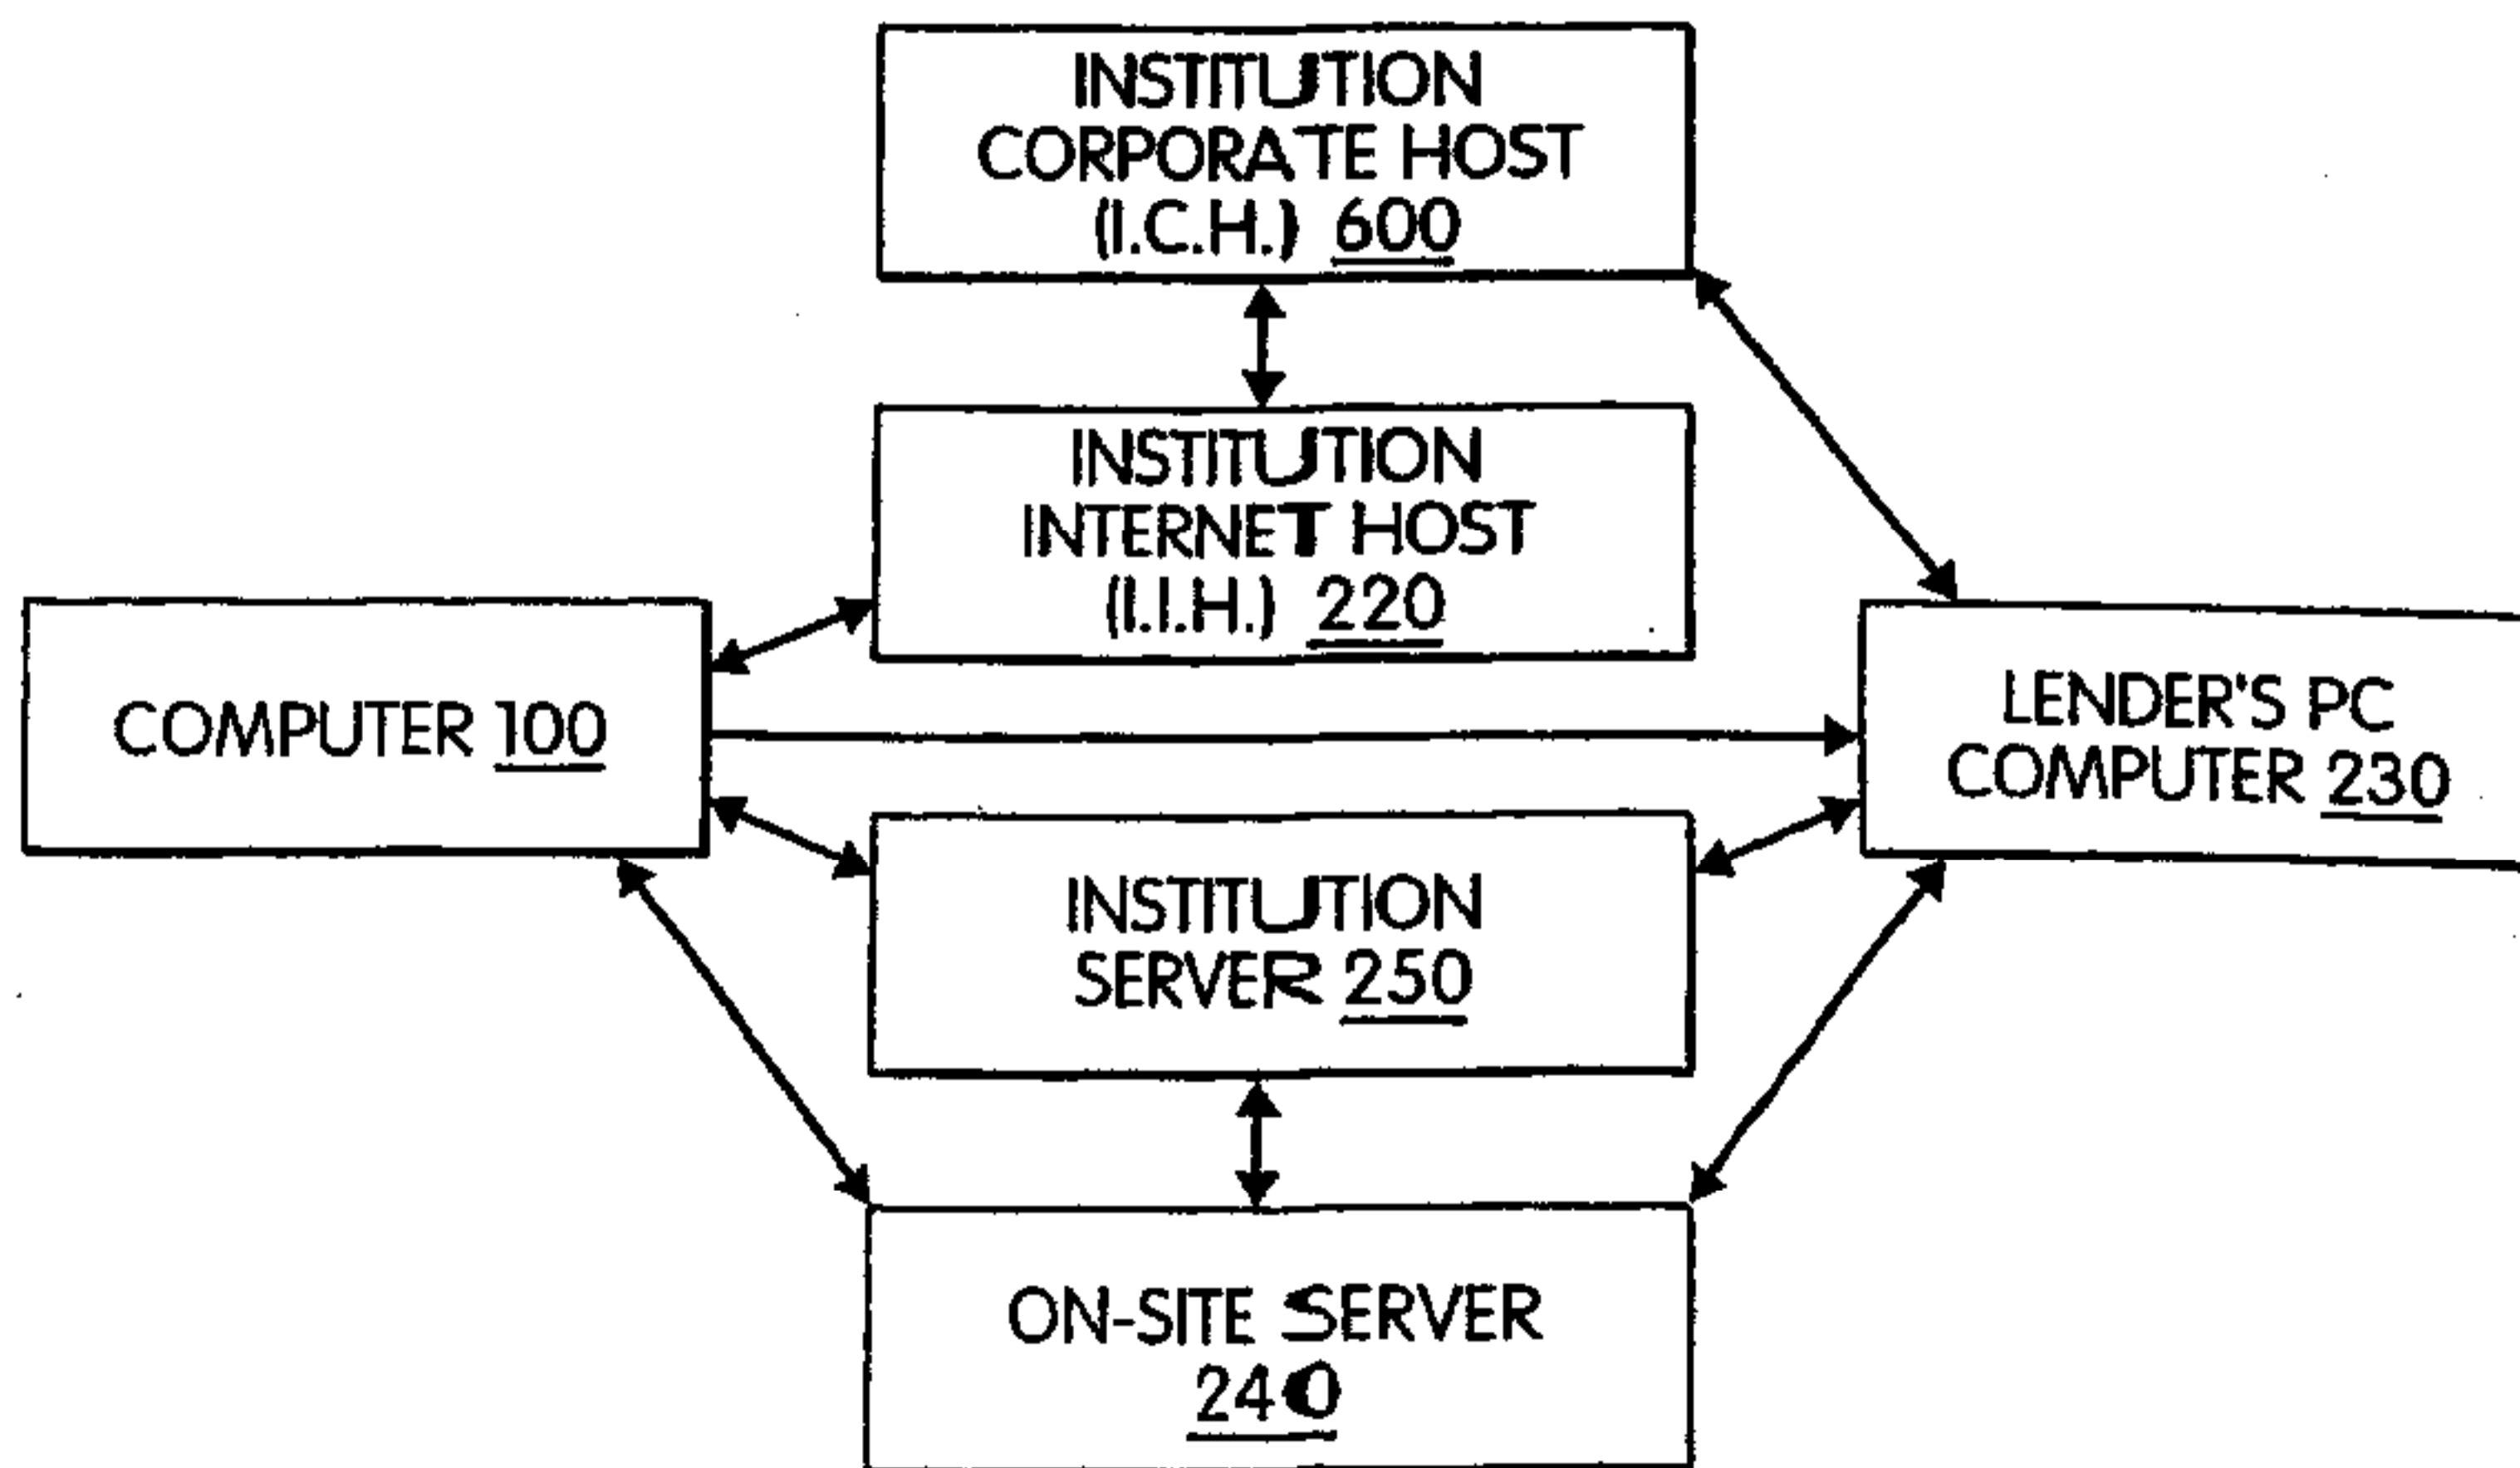 INSTITUTION
CORPORATE HOST
(I.C.H.) 600
INSTITUTION
INTERNET HOST
(I.I.H.) 220
COMPUTER 100
LENDER'S PC
COMPUTER 230
INSTITUTION
SERVER 250
ON-SITE SERVER
240